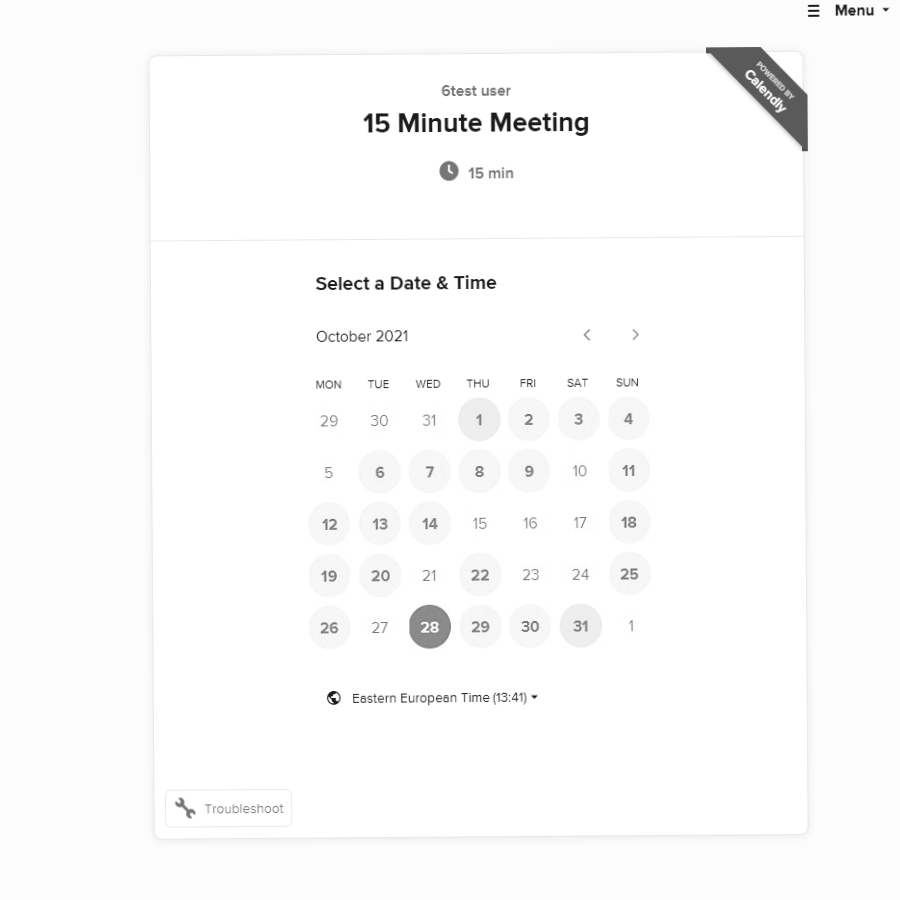 Menu
POWERED BY
Calendly
6test user
15 Minute Meeting
15 min
Select a Date & Time
October 2021
MON TUE WED THU FRI SAT SUN
29 30 31 1 2 3 4
5 6 7 8 9 10 11
12 13 14 15 16 17 18
19 20 21 22 23 24 25
26 27 28 29 30 31 1
Eastern European Time (13:41)
Troubleshoot